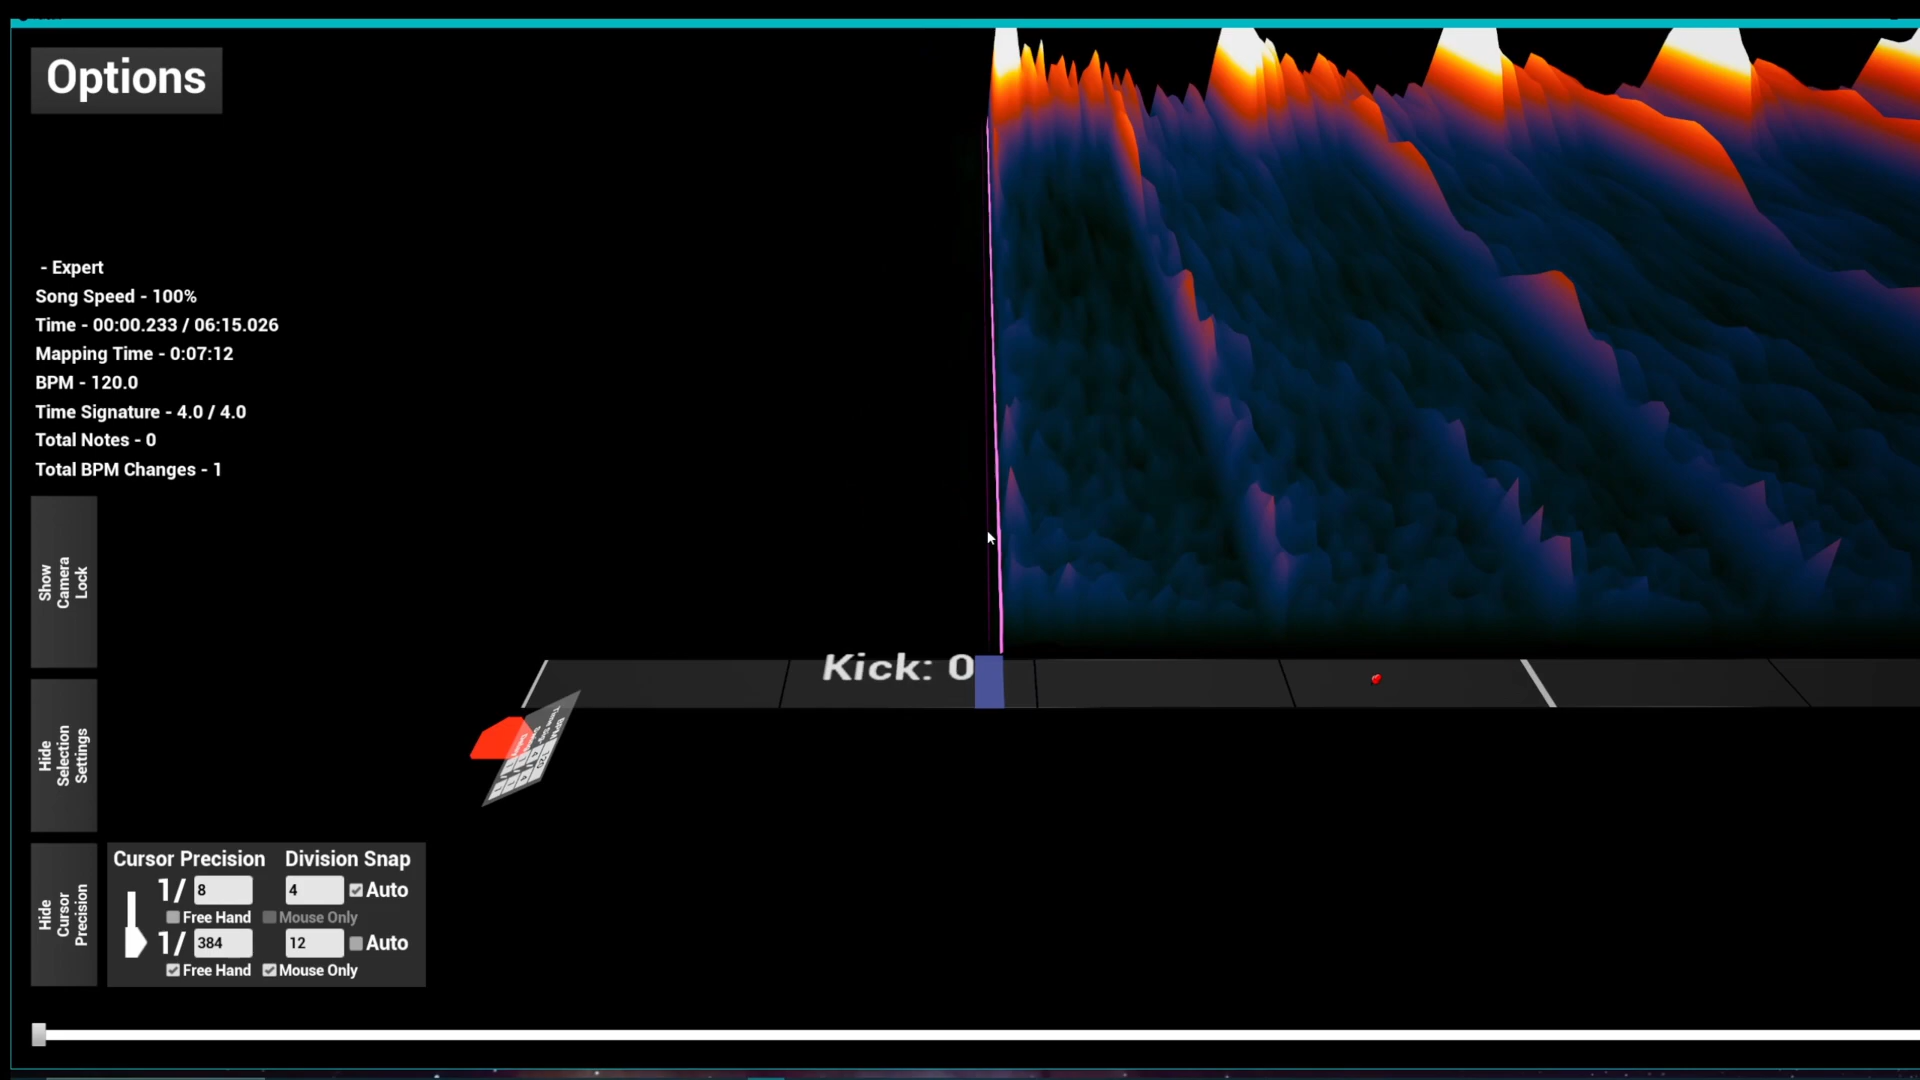 Options
- Expert
Song Speed - 100%
Time - 00:00.233 / 06:15.026
Mapping Time - 0:07:12
BPM - 120.0
Time Signature - 4.0 / 4.0
Total Notes - 0
Total BPM Changes - 1
Show
Camera
Lock
Kick: 0
Hide
Selection
Settings
Hide
Cursor
Precision
Cursor Precision Division Snap
1/ 8 4 Auto
Free Hand Mouse Only
1/ 384 12 Auto
Free Hand Mouse Only